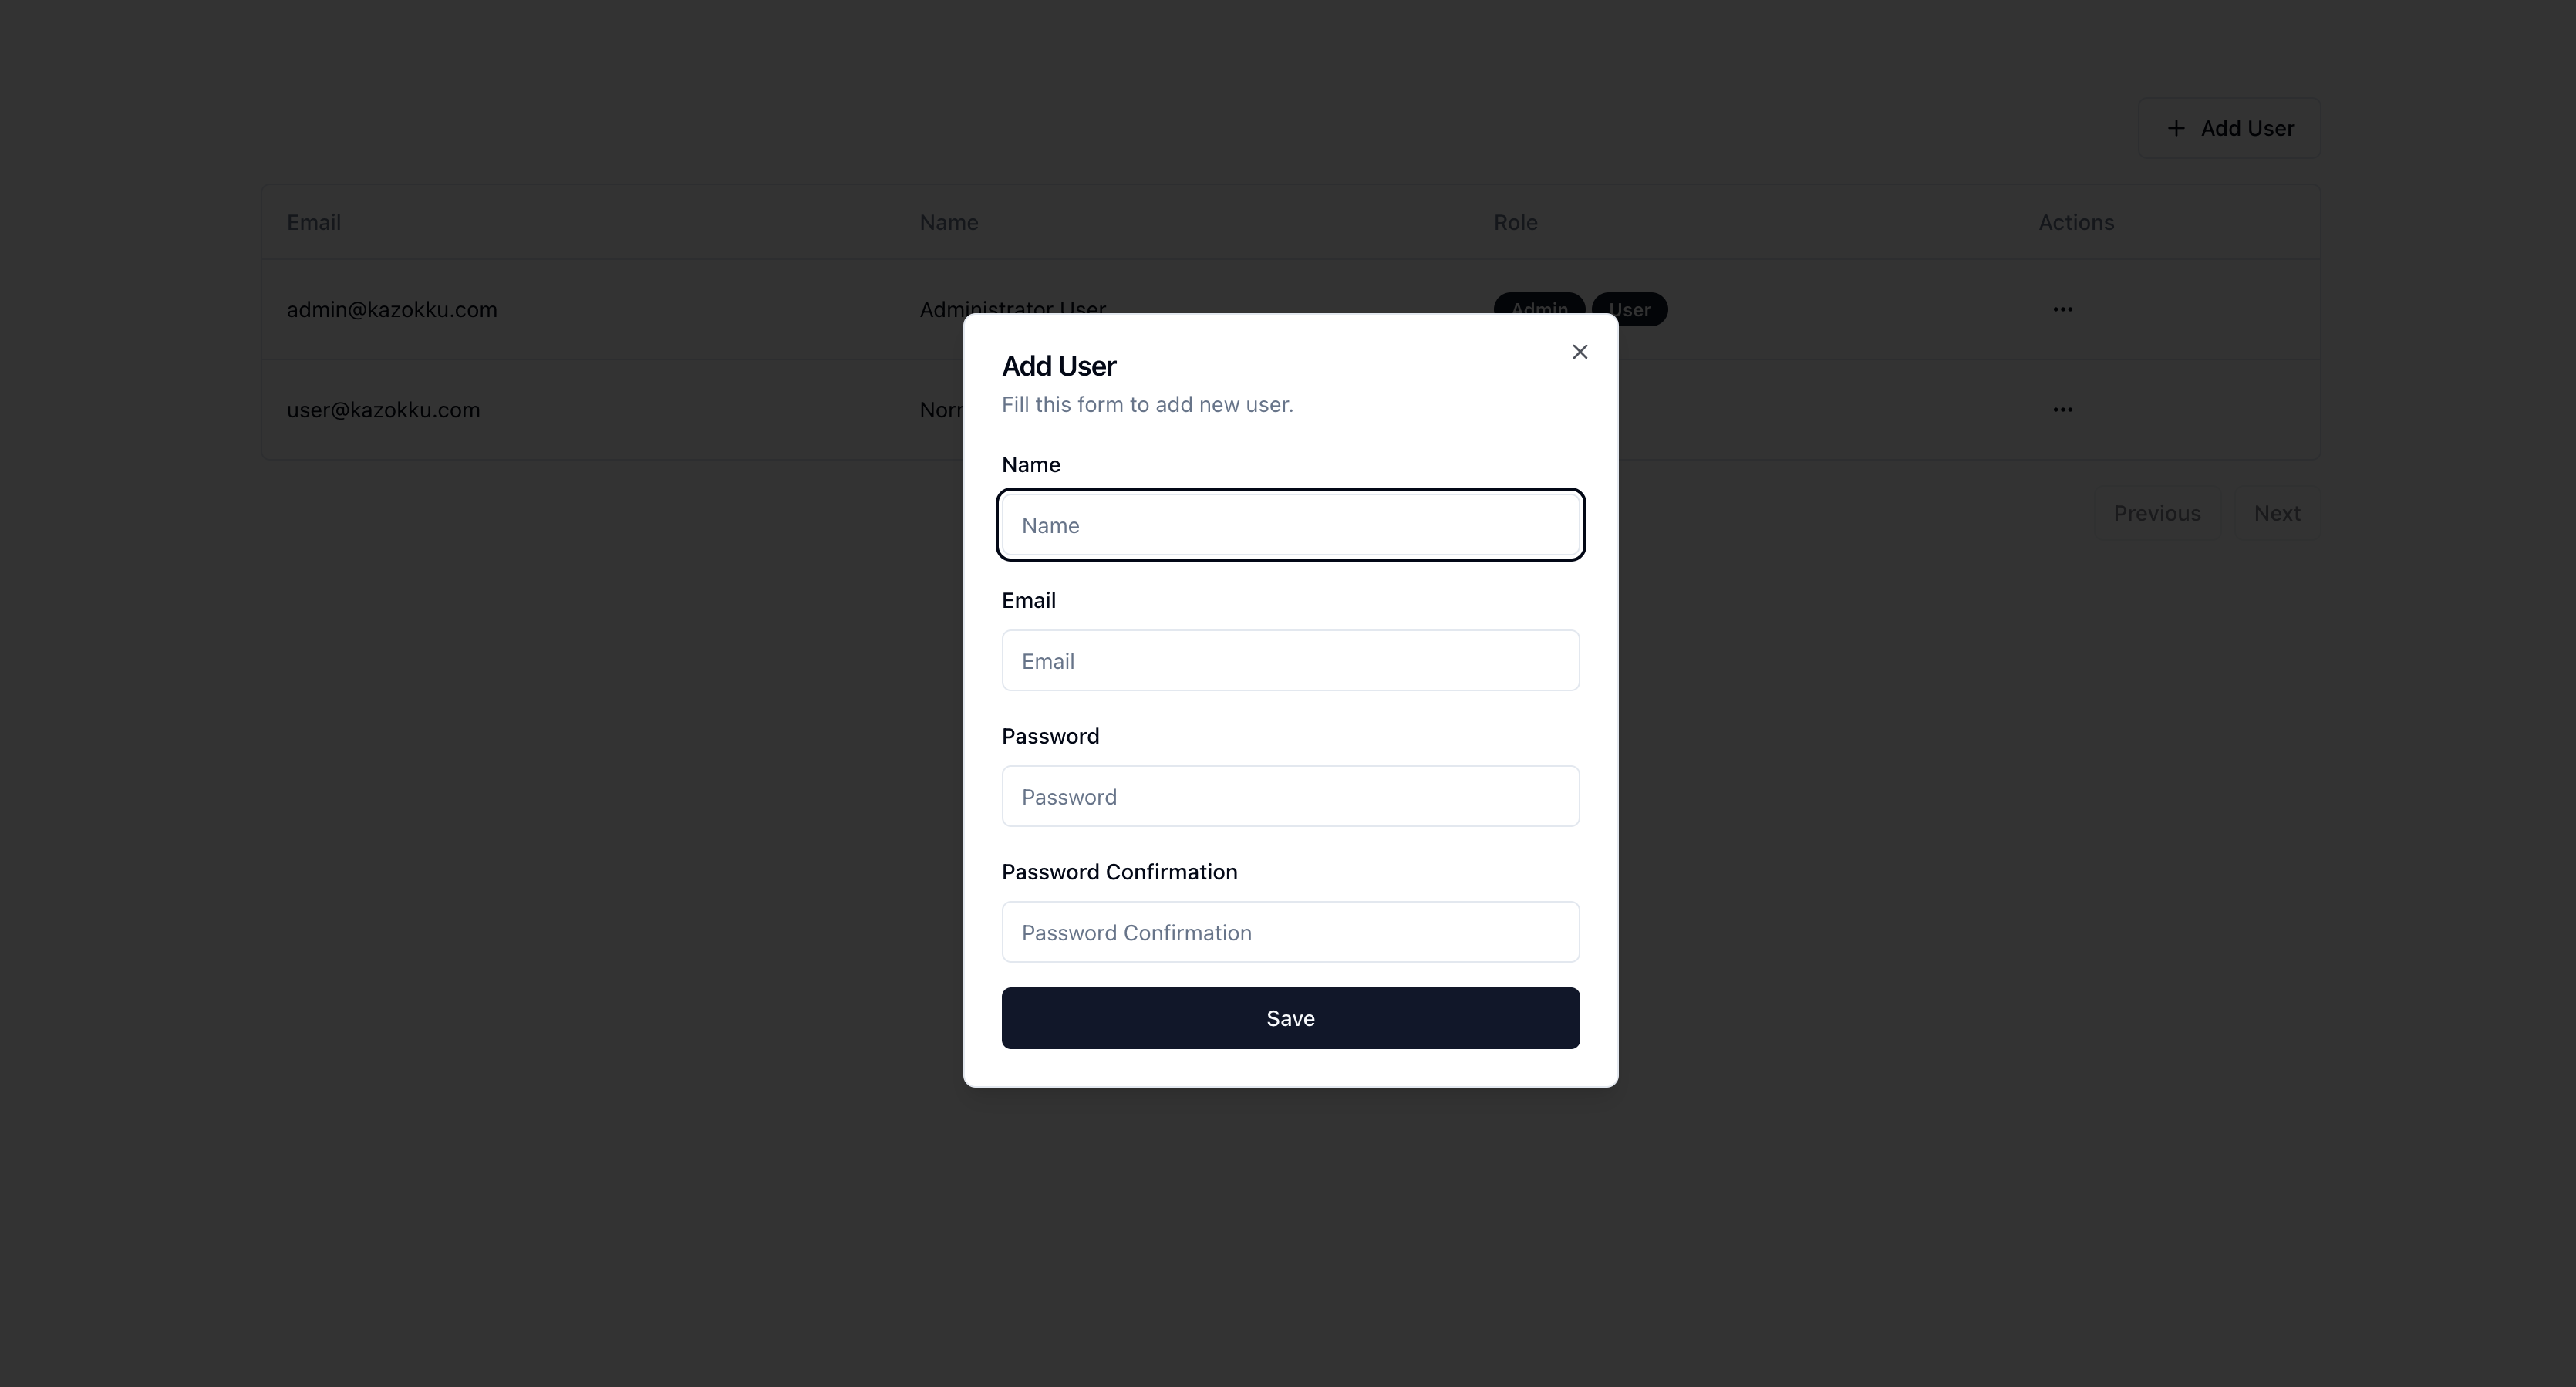 + Add User
Email Name Role Actions
admin@kazokku.com Administrator User Admin User
user@kazokku.com
Add User
Fill this form to add new user.
Name
Name
Email
Email
Password
Password
Password Confirmation
Password Confirmation
Save
Previous Next